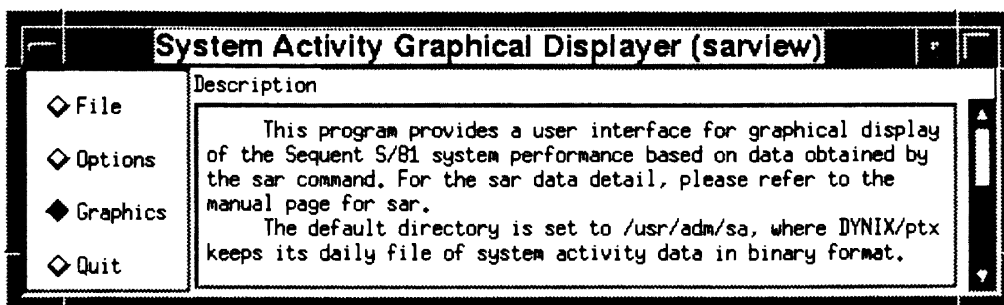 System Activity Graphical Displayer (sarview)
Description
File
Options
Graphics
Quit
This program provides a user interface for graphical display
of the Sequent S/81 system performance based on data obtained by
the sar command. For the sar data detail, please refer to the
manual page for sar.
The default directory is set to /usr/adm/sa, where DYNIX/ptx
keeps its daily file of system activity data in binary format.